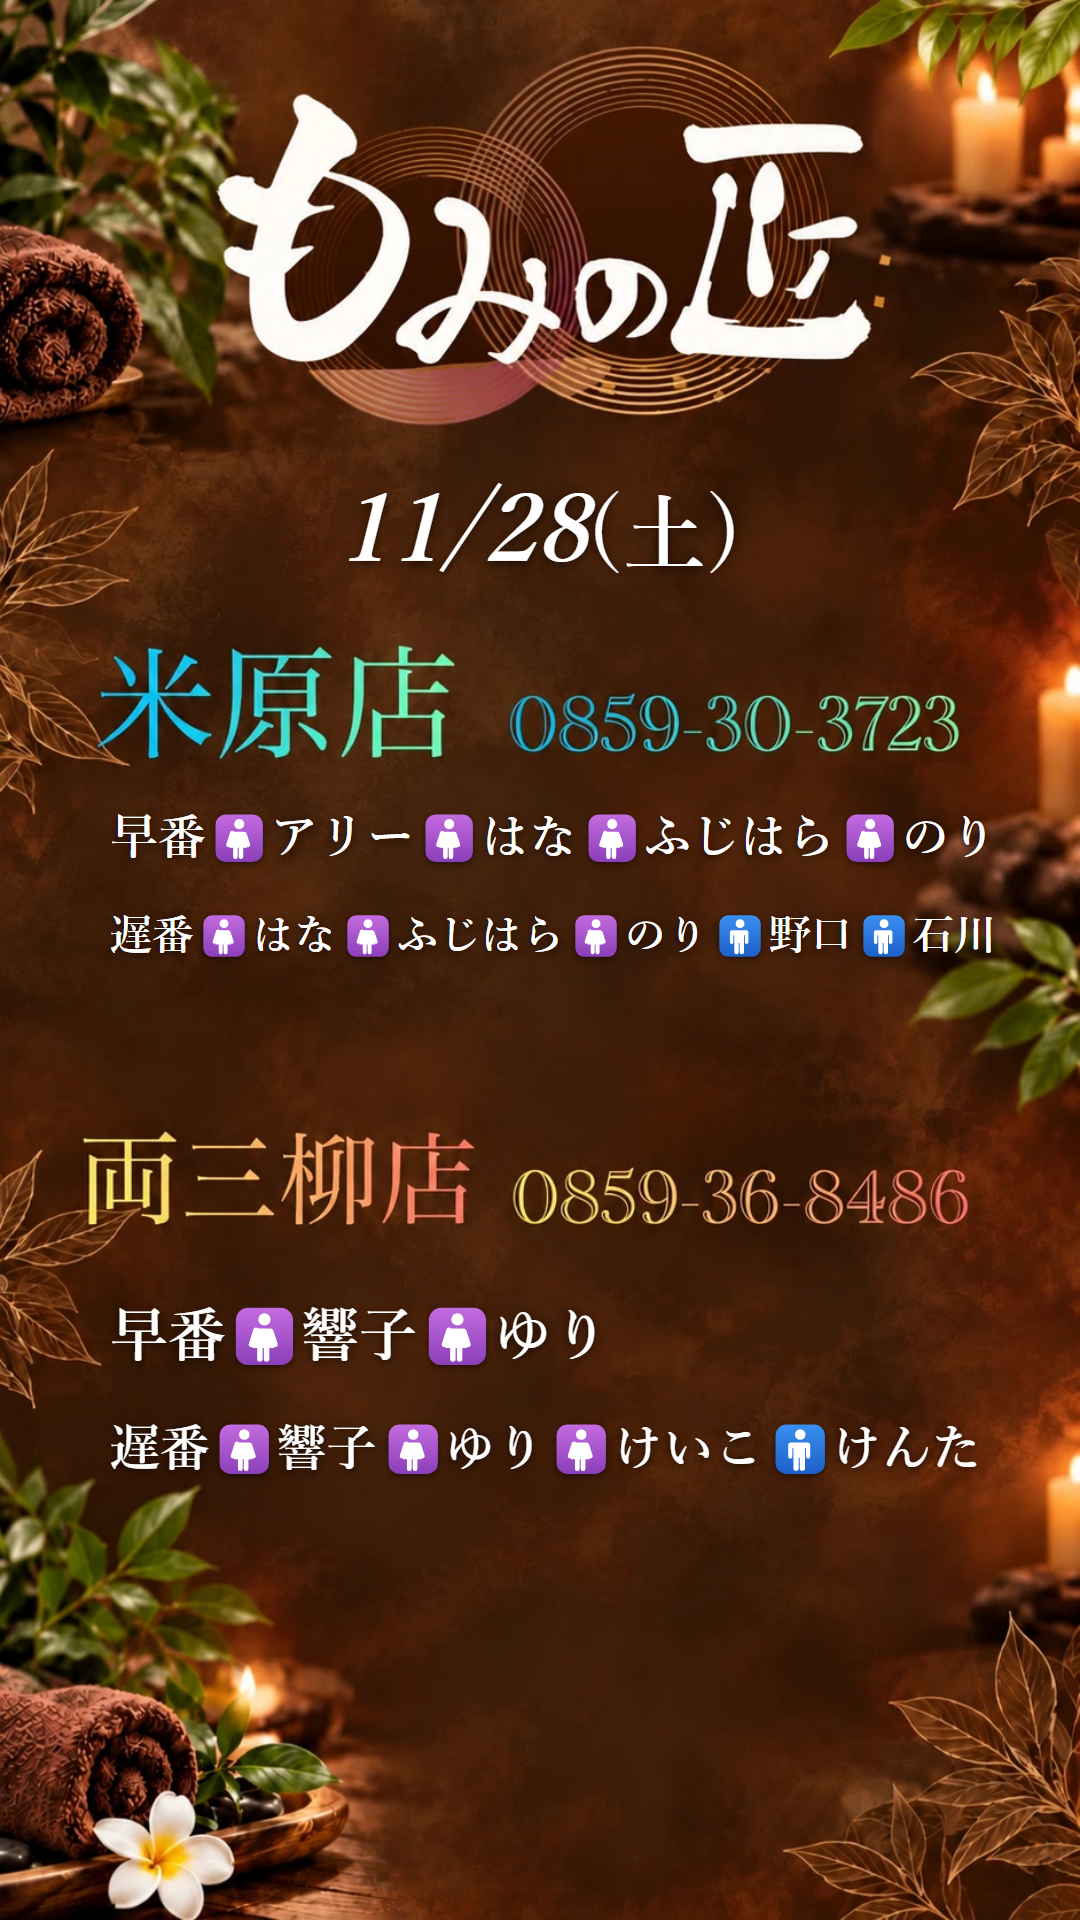 もみの匠
11/28(土)
米原店 0859-30-3723
早番🚺アリー🚺はな🚺ふじはら🚺のり
遅番🚺はな🚺ふじはら🚺のり🚹野口🚹石川
両三柳店 0859-36-8486
早番🚺響子🚺ゆり
遅番🚺響子🚺ゆり🚺けいこ🚹けんた